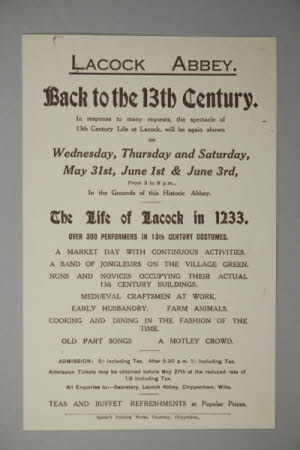 LACOCK ABBEY.
Back to the 13th Century.
In response to many requests, the spectacle of
13th Century Life at Lacock, will be again shown
on
Wednesday, Thursday and Saturday,
May 31st, June 1st & June 3rd,
From 3 to 9 p.m.,
In the Grounds of this Historic Abbey.
The Life of Lacock in 1233.
OVER 300 PERFORMERS IN 13th CENTURY COSTUMES.
A MARKET DAY WITH CONTINUOUS ACTIVITIES.
A BAND OF JONGLEURS ON THE VILLAGE GREEN.
NUNS AND NOVICES OCCUPYING THEIR ACTUAL
13th CENTURY BUILDINGS.
MEDIÆVAL CRAFTSMEN AT WORK.
EARLY HUSBANDRY. FARM ANIMALS.
COOKING AND DINING IN THE FASHION OF THE
TIME.
OLD PART SONGS A MOTLEY CROWD.
ADMISSION: 2/- including Tax. After 5.30 p.m. 1/- including Tax.
Admission Tickets may be obtained before May 27th at the reduced rate of
1/6 including Tax.
All Enquiries to:—Secretary, Lacock Abbey, Chippenham, Wilts.
TEAS AND BUFFET REFRESHMENTS at Popular Prices.
Printing Works, Chippenham.